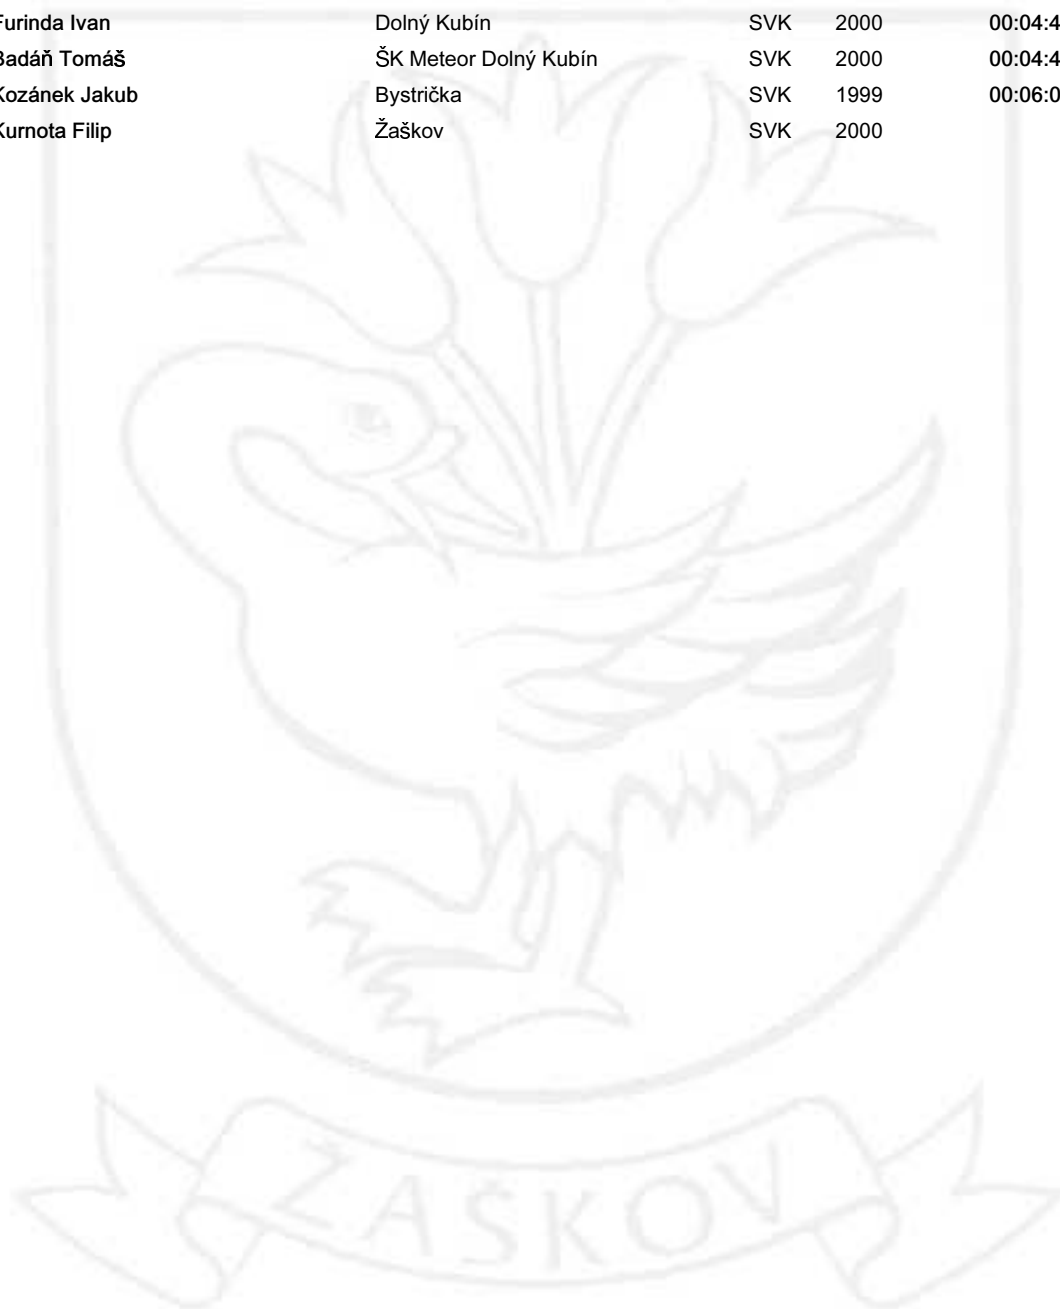 Furinda Ivan Dolný Kubín SVK 2000 00:04:4
Badáň Tomáš ŠK Meteor Dolný Kubín SVK 2000 00:04:4
Kozánek Jakub Bystrička SVK 1999 00:06:0
Kurnota Filip Žaškov SVK 2000
ŽAŠKOV